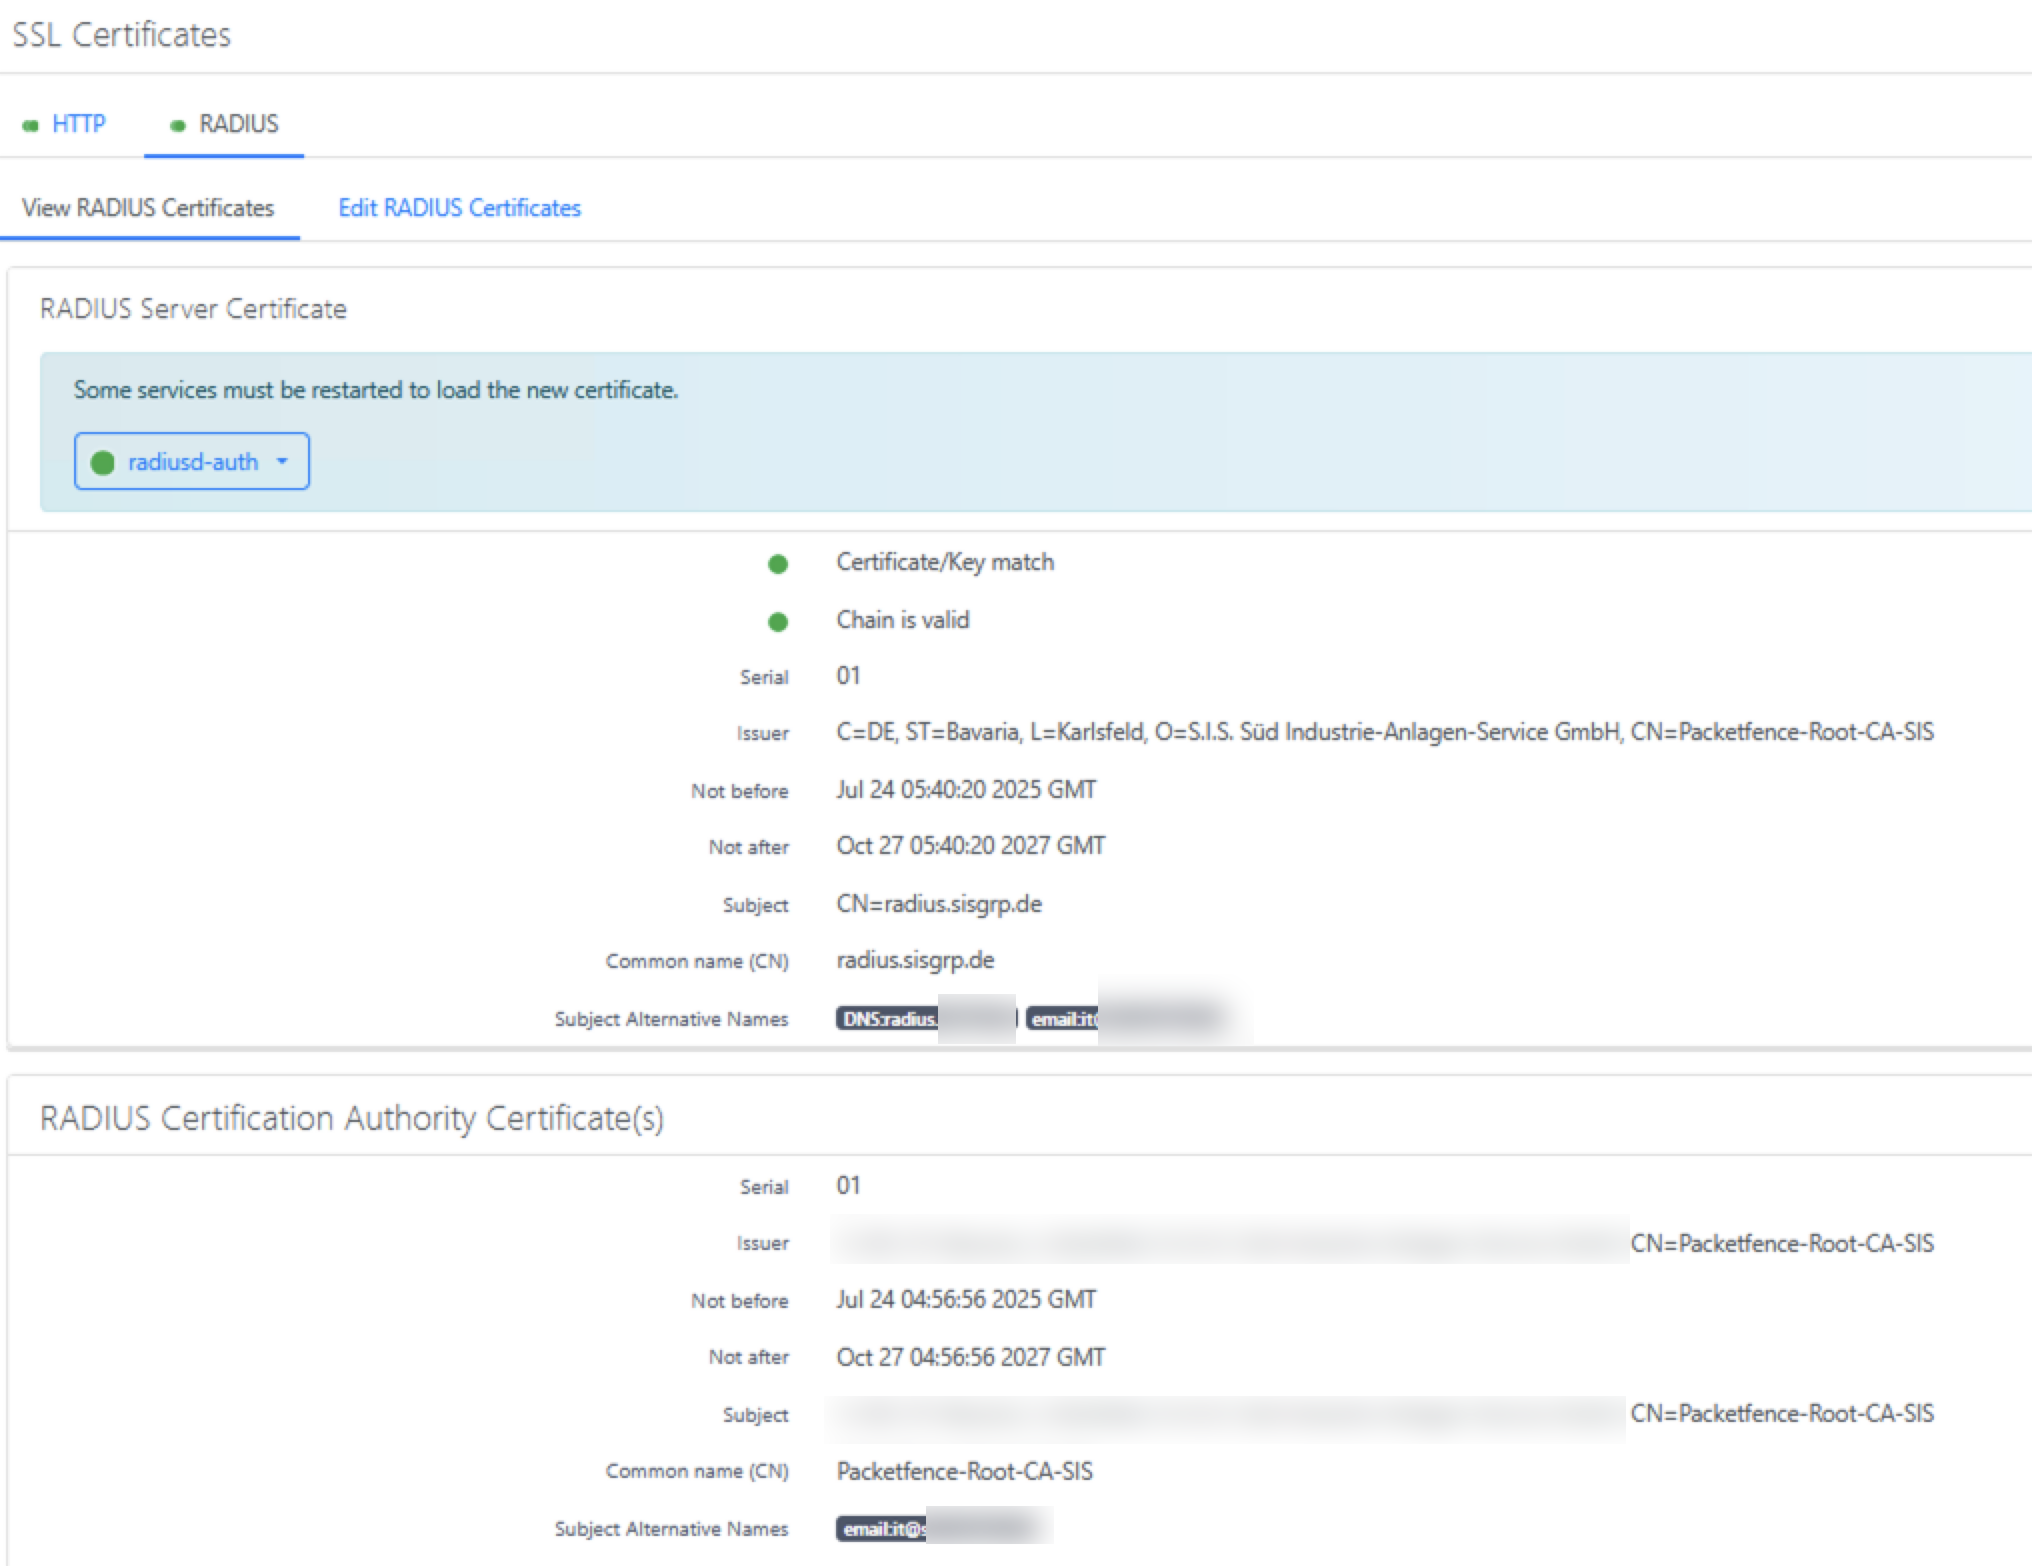 SSL Certificates
HTTP RADIUS
View RADIUS Certificates Edit RADIUS Certificates
RADIUS Server Certificate
Some services must be restarted to load the new certificate.
radiusd-auth
Certificate/Key match
Chain is valid
Serial 01
Issuer C=DE, ST=Bavaria, L=Karlsfeld, O=S.I.S. Süd Industrie-Anlagen-Service GmbH, CN=Packetfence-Root-CA-SIS
Not before Jul 24 05:40:20 2025 GMT
Not after Oct 27 05:40:20 2027 GMT
Subject CN=radius.sisgrp.de
Common name (CN) radius.sisgrp.de
Subject Alternative Names DNS:radius. email:it@
RADIUS Certification Authority Certificate(s)
Serial 01
Issuer CN=Packetfence-Root-CA-SIS
Not before Jul 24 04:56:56 2025 GMT
Not after Oct 27 04:56:56 2027 GMT
Subject CN=Packetfence-Root-CA-SIS
Common name (CN) Packetfence-Root-CA-SIS
Subject Alternative Names email:it@s